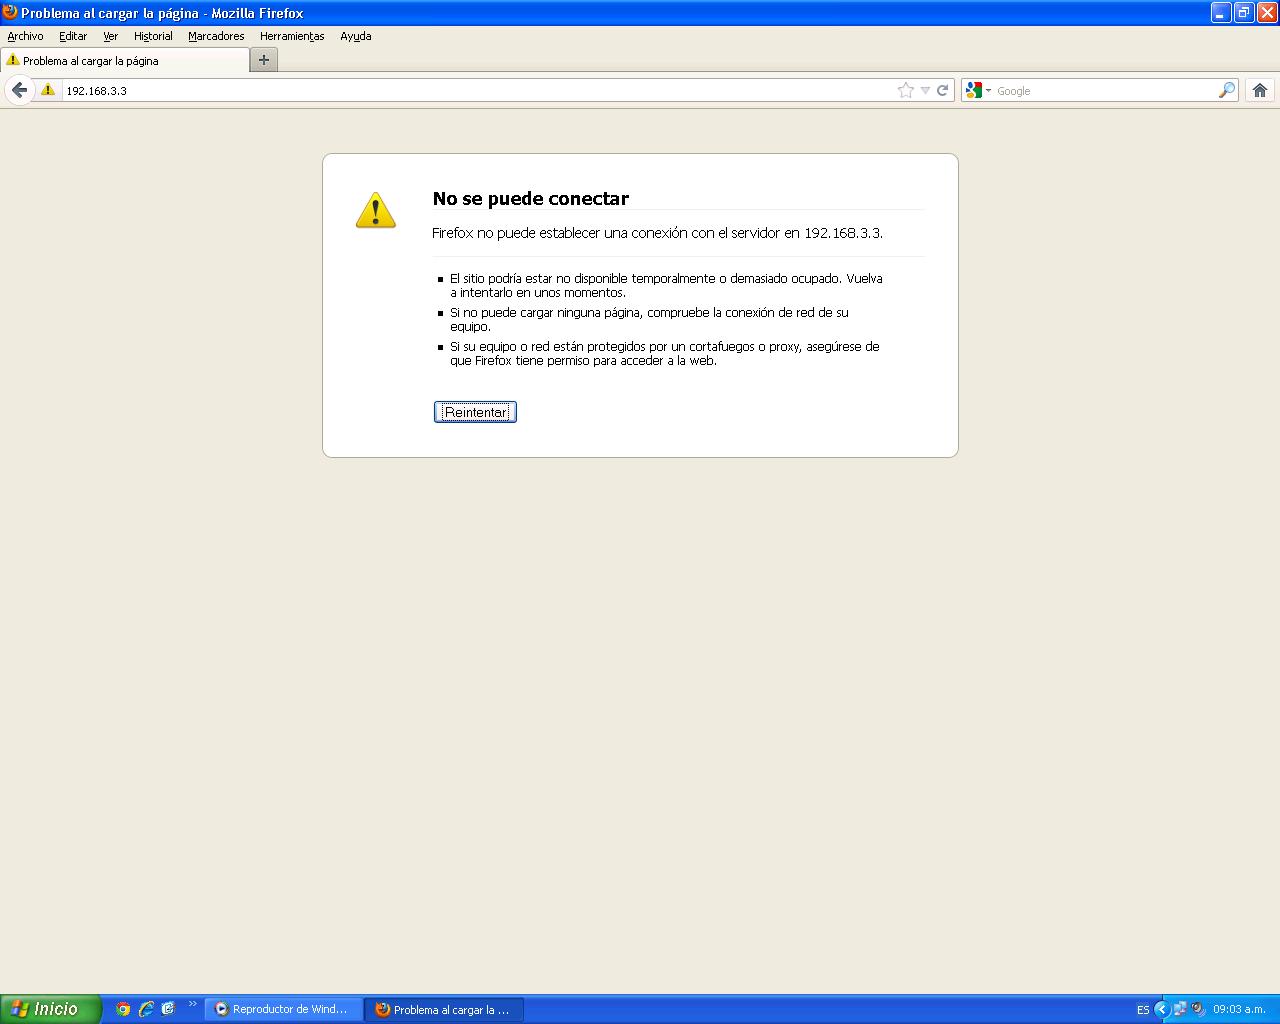 Problema al cargar la página - Mozilla Firefox
Archivo Editar Ver Historial Marcadores Herramientas Ayuda
Problema al cargar la página
192.168.3.3 Google
No se puede conectar
Firefox no puede establecer una conexión con el servidor en 192.168.3.3.
El sitio podría estar no disponible temporalmente o demasiado ocupado. Vuelva
a intentarlo en unos momentos.
Si no puede cargar ninguna página, compruebe la conexión de red de su
equipo.
Si su equipo o red están protegidos por un cortafuegos o proxy, asegúrese de
que Firefox tiene permiso para acceder a la web.
Reintentar
Inicio Reproductor de Wind... Problema al cargar la ... ES 09:03 a.m.